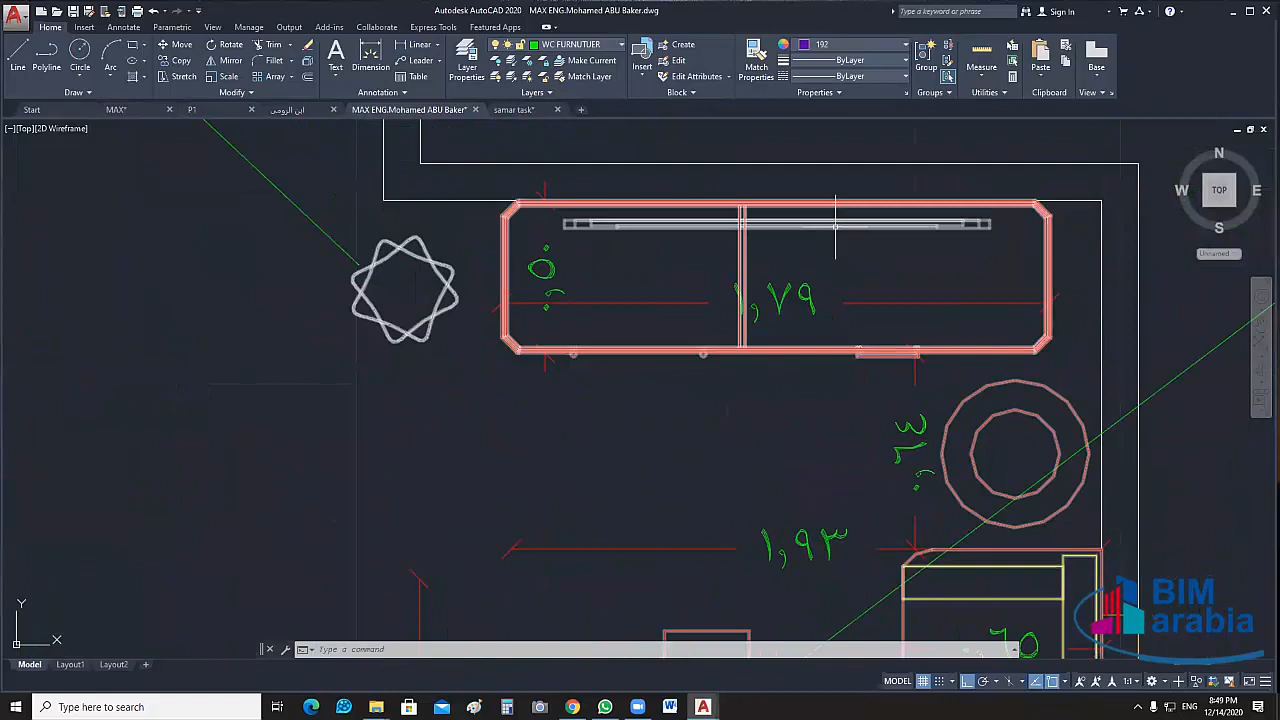 Autodesk AutoCAD 2020 MAX ENG.Mohamed ABU Baker.dwg
Type a keyword or phrase
Sign In
Home Insert Annotate Parametric View Manage Output Add-ins Collaborate Express Tools Featured Apps
Line Polyline Circle Arc
Move Rotate Trim
Copy Mirror Fillet
Stretch Scale Array
Text Dimension
Linear
Leader
Table
Layer Properties
WC FURNUTUER
Make Current
Match Layer
Insert
Create
Edit
Edit Attributes
Match Properties
192
ByLayer
ByLayer
Group Measure Paste Base
Draw Modify Annotation Layers Block Properties Groups Utilities Clipboard View
Start MAX* P1 ابن الرومي MAX ENG.Mohamed ABU Baker* samar task*
[−][Top][2D Wireframe]
N
W TOP E
S
Unnamed
١,٧٩
١,٩٣
BIM
arabia
Y
X
Type a command
Model Layout1 Layout2
MODEL 1:1
Type here to search
8:49 PM
12/14/2020